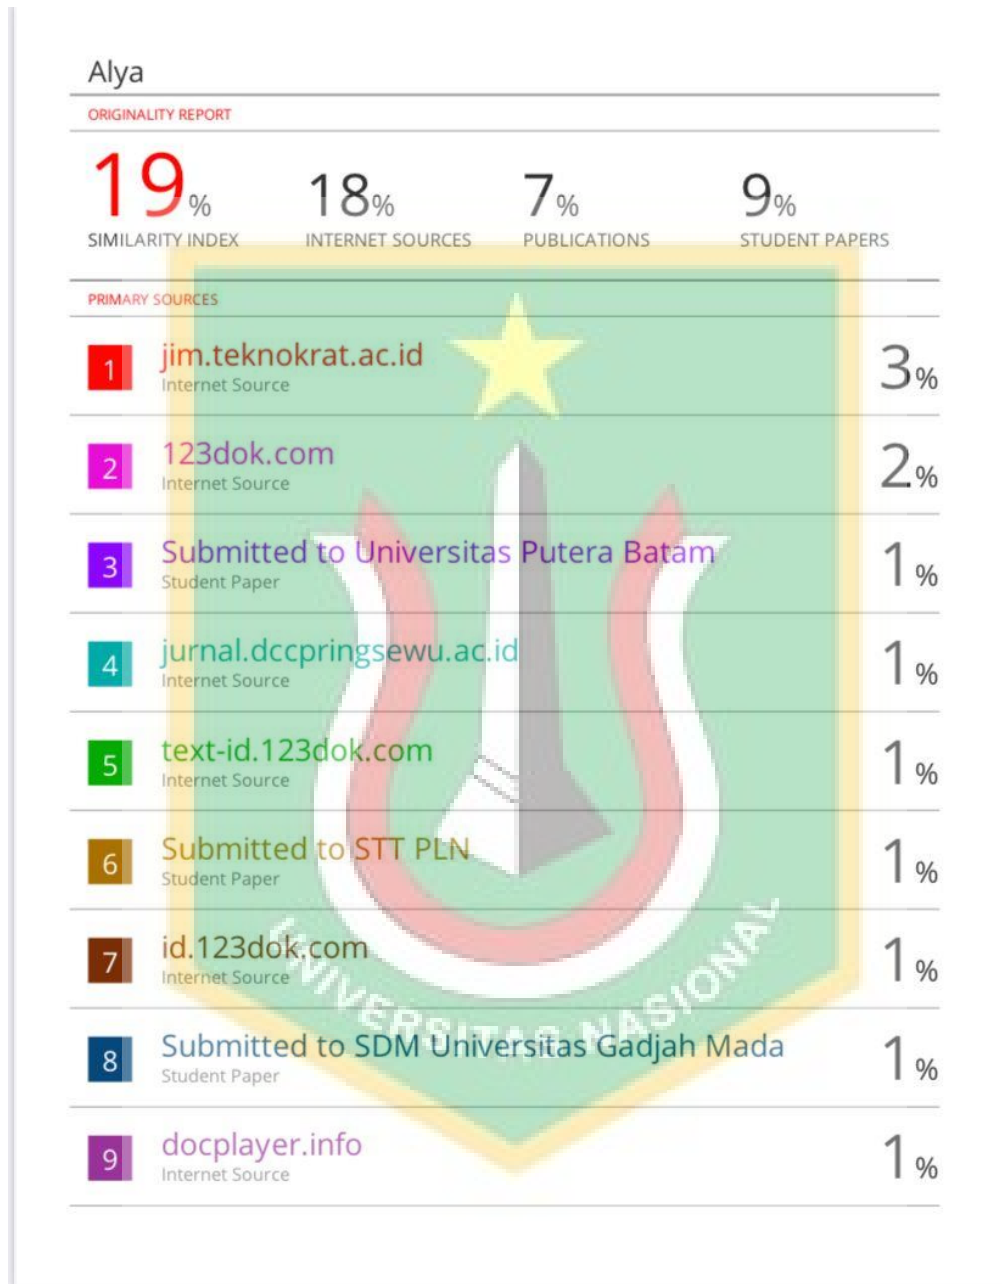 Alya
ORIGINALITY REPORT
19% 18% 7% 9%
SIMILARITY INDEX INTERNET SOURCES PUBLICATIONS STUDENT PAPERS
PRIMARY SOURCES
1 jim.teknokrat.ac.id 3%
Internet Source
2 123dok.com 2%
Internet Source
3 Submitted to Universitas Putera Batam 1%
Student Paper
4 jurnal.dccpringsewu.ac.id 1%
Internet Source
5 text-id.123dok.com 1%
Internet Source
6 Submitted to STT PLN 1%
Student Paper
7 id.123dok.com 1%
Internet Source
8 Submitted to SDM Universitas Gadjah Mada 1%
Student Paper
9 docplayer.info 1%
Internet Source
UNIVERSITAS NASIONAL